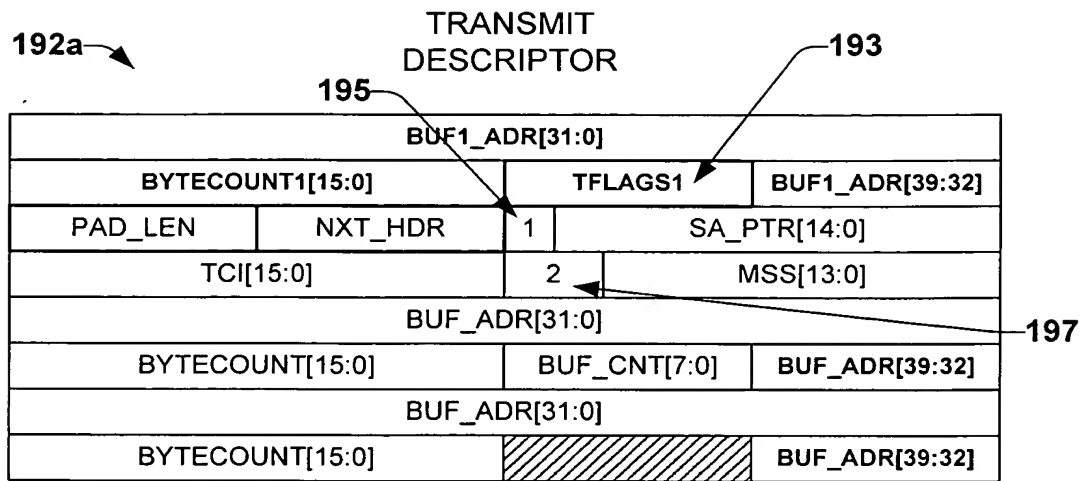 TRANSMIT
DESCRIPTOR
192a
193
195
BUF1_ADR[31:0]
BYTECOUNT1[15:0] TFLAGS1 BUF1_ADR[39:32]
PAD_LEN NXT_HDR 1 SA_PTR[14:0]
TCI[15:0] 2 MSS[13:0]
BUF_ADR[31:0]
197
BYTECOUNT[15:0] BUF_CNT[7:0] BUF_ADR[39:32]
BUF_ADR[31:0]
BYTECOUNT[15:0] BUF_ADR[39:32]